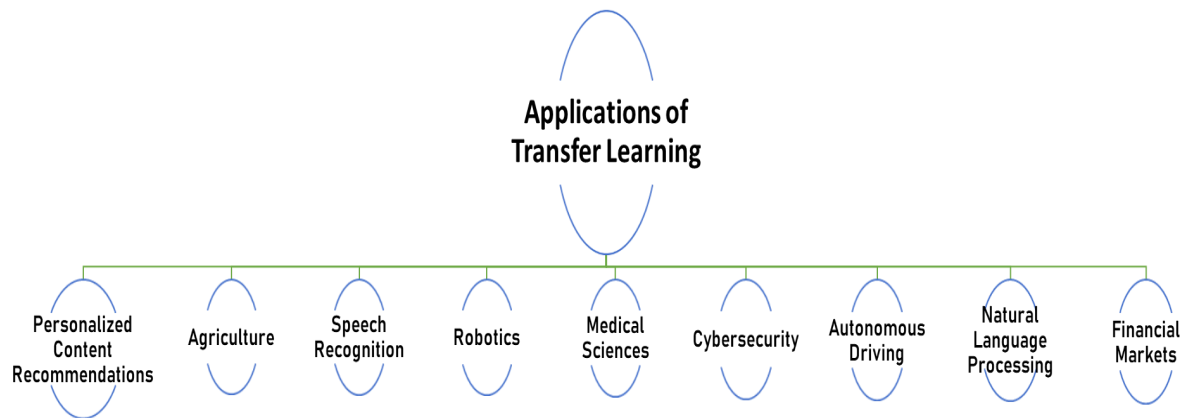 Applications of
Transfer Learning
Personalized
Content
Recommendations
Agriculture
Speech
Recognition
Robotics
Medical
Sciences
Cybersecurity
Autonomous
Driving
Natural
Language
Processing
Financial
Markets